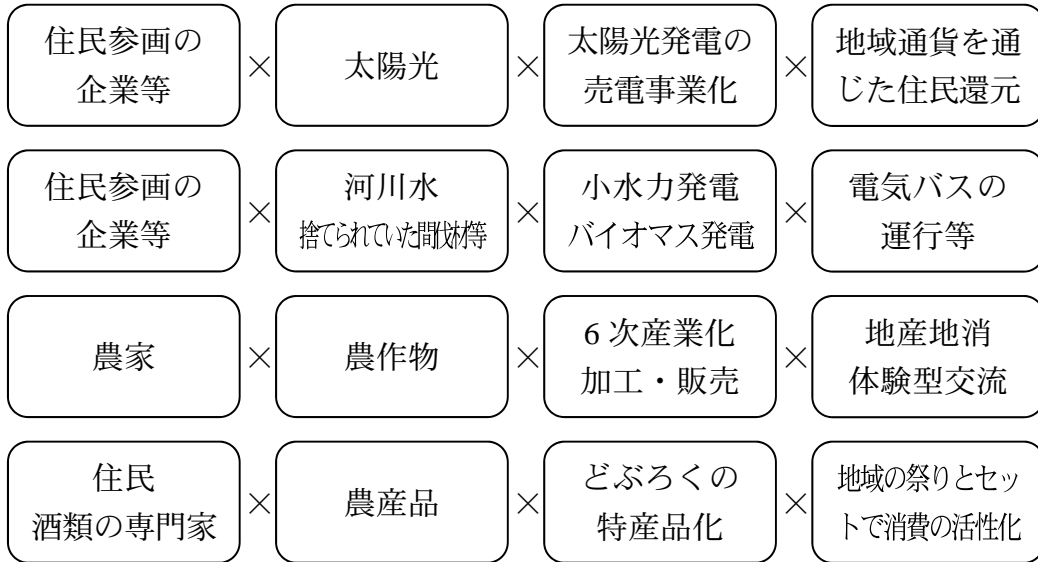 住民参画の
企業等
×
太陽光
×
太陽光発電の
売電事業化
×
地域通貨を通
じた住民還元
住民参画の
企業等
×
河川水
捨てられていた間伐材等
×
小水力発電
バイオマス発電
×
電気バスの
運行等
農家
×
農作物
×
6次産業化
加工・販売
×
地産地消
体験型交流
住民
酒類の専門家
×
農産品
×
どぶろくの
特産品化
×
地域の祭りとセッ
トで消費の活性化